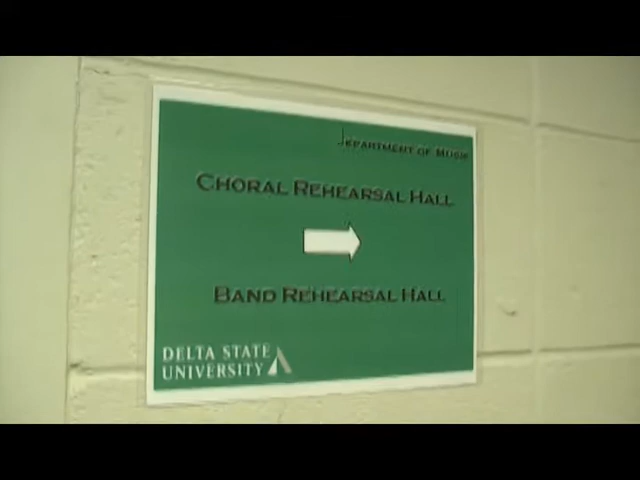 Department of Music
Choral Rehearsal Hall
Band Rehearsal Hall
DELTA STATE
UNIVERSITY